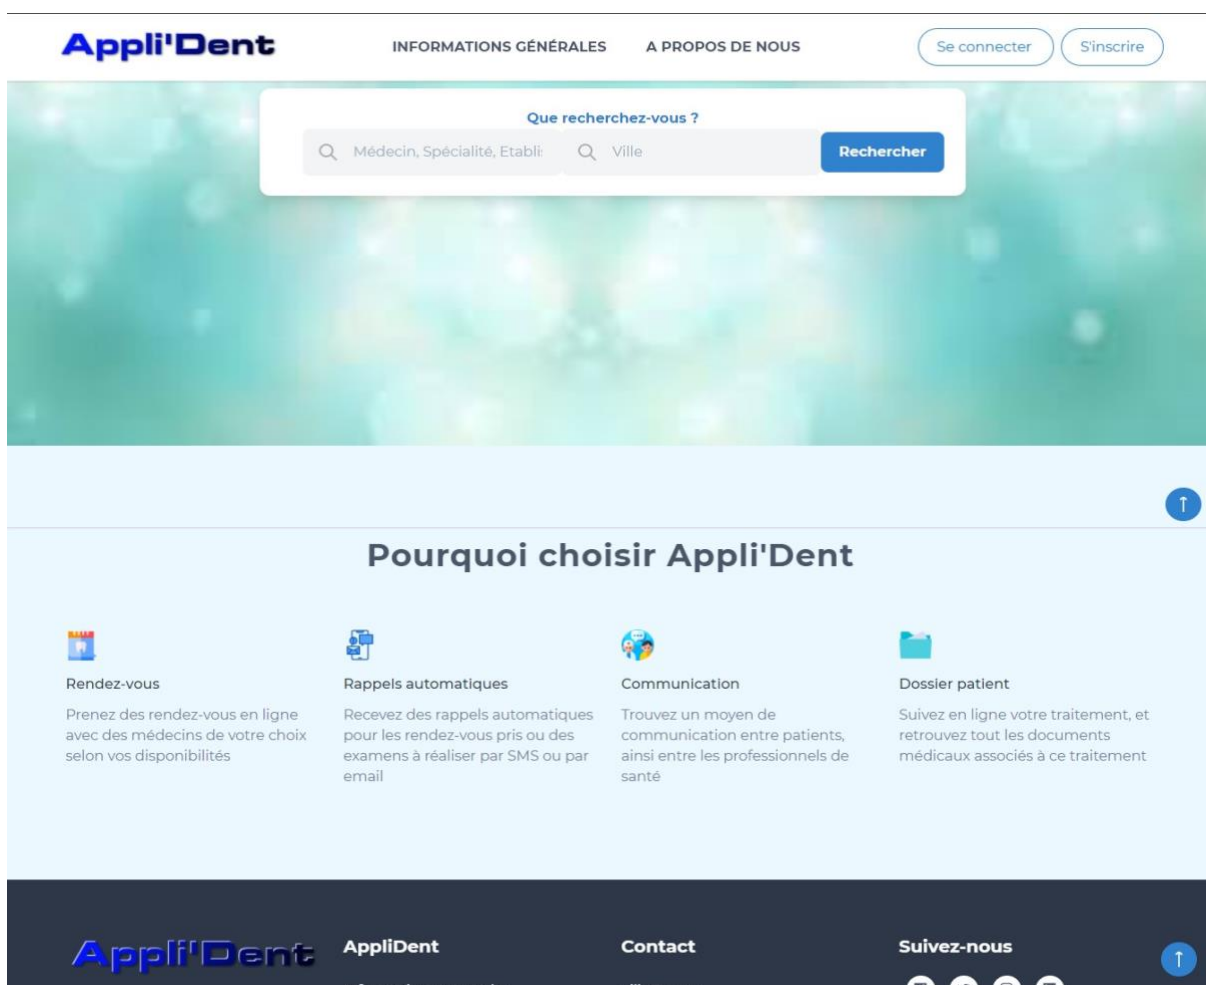 Appli'Dent
INFORMATIONS GÉNÉRALES
A PROPOS DE NOUS
Se connecter
S'inscrire
Que recherchez-vous ?
Médecin, Spécialité, Etabli
Ville
Rechercher
Pourquoi choisir Appli'Dent
Rendez-vous
Prenez des rendez-vous en ligne
avec des médecins de votre choix
selon vos disponibilités
Rappels automatiques
Recevez des rappels automatiques
pour les rendez-vous pris ou des
examens à réaliser par SMS ou par
email
Communication
Trouvez un moyen de
communication entre patients,
ainsi entre les professionnels de
santé
Dossier patient
Suivez en ligne votre traitement, et
retrouvez tout les documents
médicaux associés à ce traitement
Appli'Dent
AppliDent
Contact
Suivez-nous